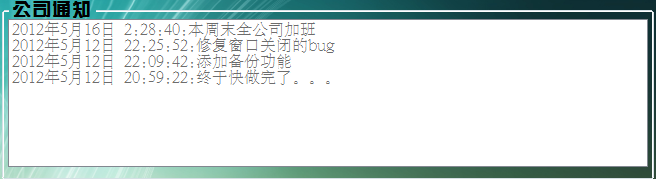 公司通知
2012年5月16日 2:28:40:本周末全公司加班
2012年5月12日 22:25:52:修复窗口关闭的bug
2012年5月12日 22:09:42:添加备份功能
2012年5月12日 20:59:22:终于快做完了。。。